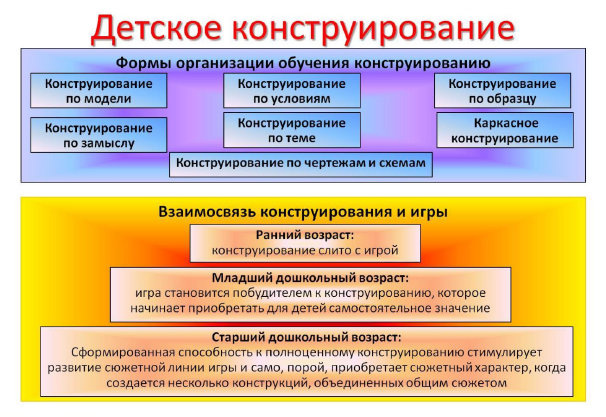 Детское конструирование
Формы организации обучения конструированию
Конструирование
по модели
Конструирование
по условиям
Конструирование
по образцу
Конструирование
по замыслу
Конструирование
по теме
Каркасное
конструирование
Конструирование по чертежам и схемам
Взаимосвязь конструирования и игры
Ранний возраст:
конструирование слито с игрой
Младший дошкольный возраст:
игра становится побудителем к конструированию, которое
начинает приобретать для детей самостоятельное значение
Старший дошкольный возраст:
Сформированная способность к полноценному конструированию стимулирует
развитие сюжетной линии игры и само, порой, приобретает сюжетный характер, когда
создается несколько конструкций, объединенных общим сюжетом